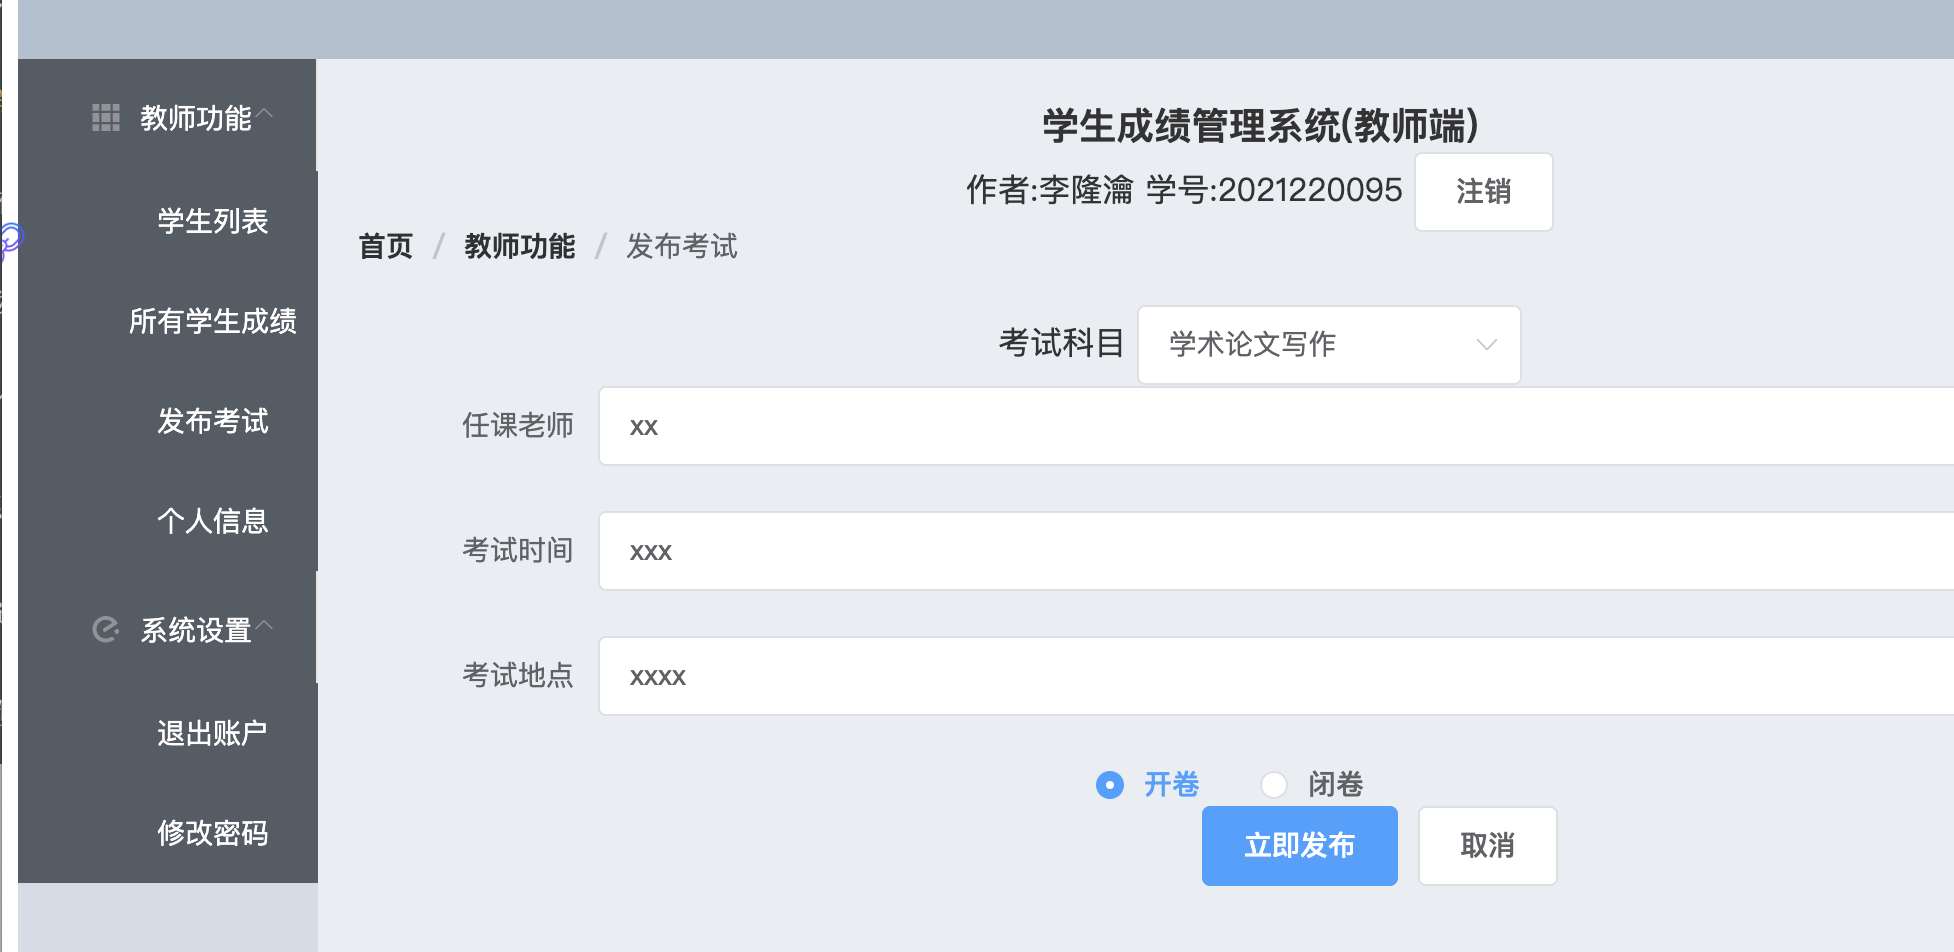 教师功能
学生列表
所有学生成绩
发布考试
个人信息
系统设置
退出账户
修改密码
学生成绩管理系统(教师端)
作者:李隆瀹 学号:2021220095 注销
首页 / 教师功能 / 发布考试
考试科目 学术论文写作
任课老师 xx
考试时间 xxx
考试地点 xxxx
开卷 闭卷
立即发布 取消